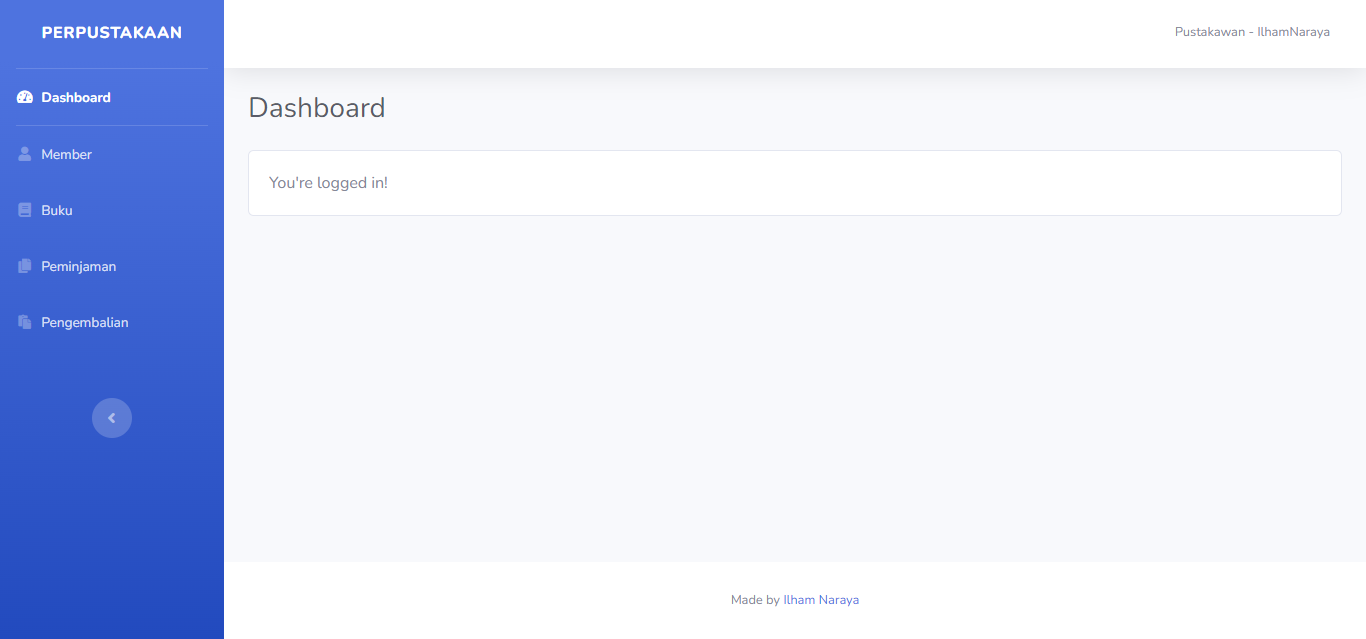 PERPUSTAKAAN
Pustakawan - IlhamNaraya
Dashboard
Member
Buku
Peminjaman
Pengembalian
Dashboard
You're logged in!
Made by Ilham Naraya